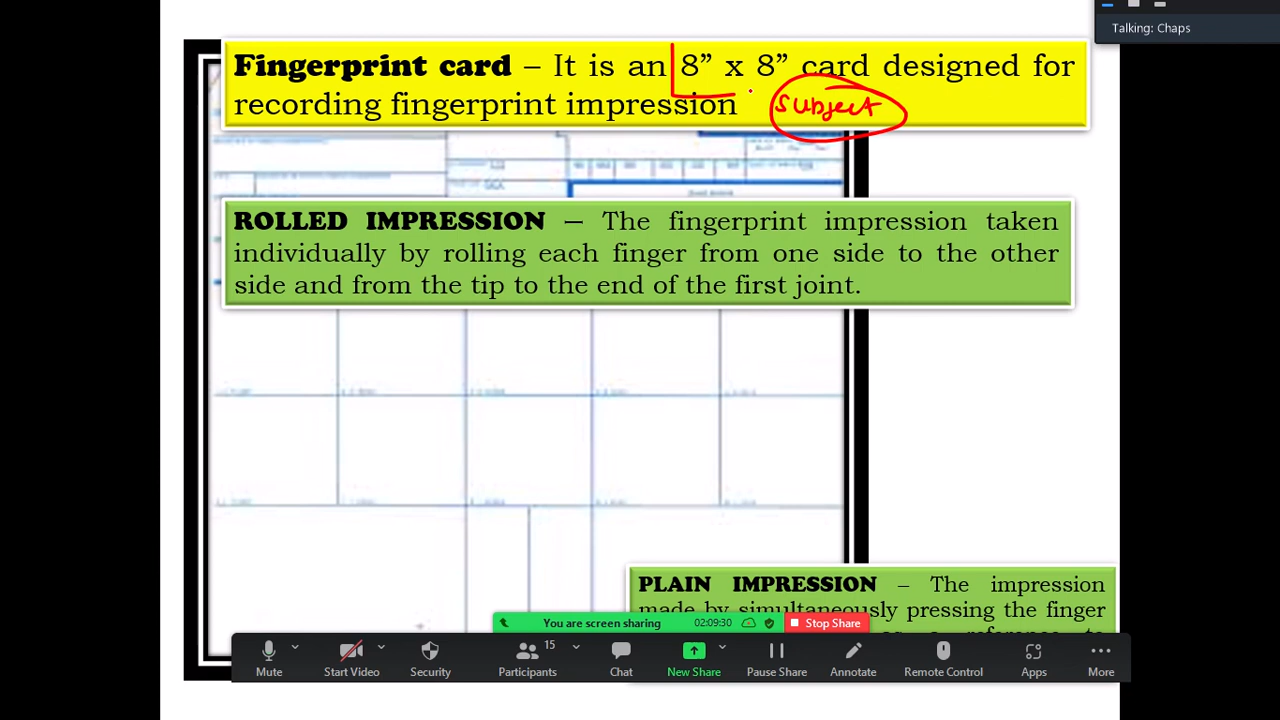 Talking: Chaps
Fingerprint card – It is an 8” x 8” card designed for
recording fingerprint impression
Subject
ROLLED IMPRESSION – The fingerprint impression taken
individually by rolling each finger from one side to the other
side and from the tip to the end of the first joint.
PLAIN IMPRESSION – The impression
made by simultaneously pressing the finger
You are screen sharing
02:09:30
Stop Share
Mute
Start Video
Security
Participants
15
Chat
New Share
Pause Share
Annotate
Remote Control
Apps
More